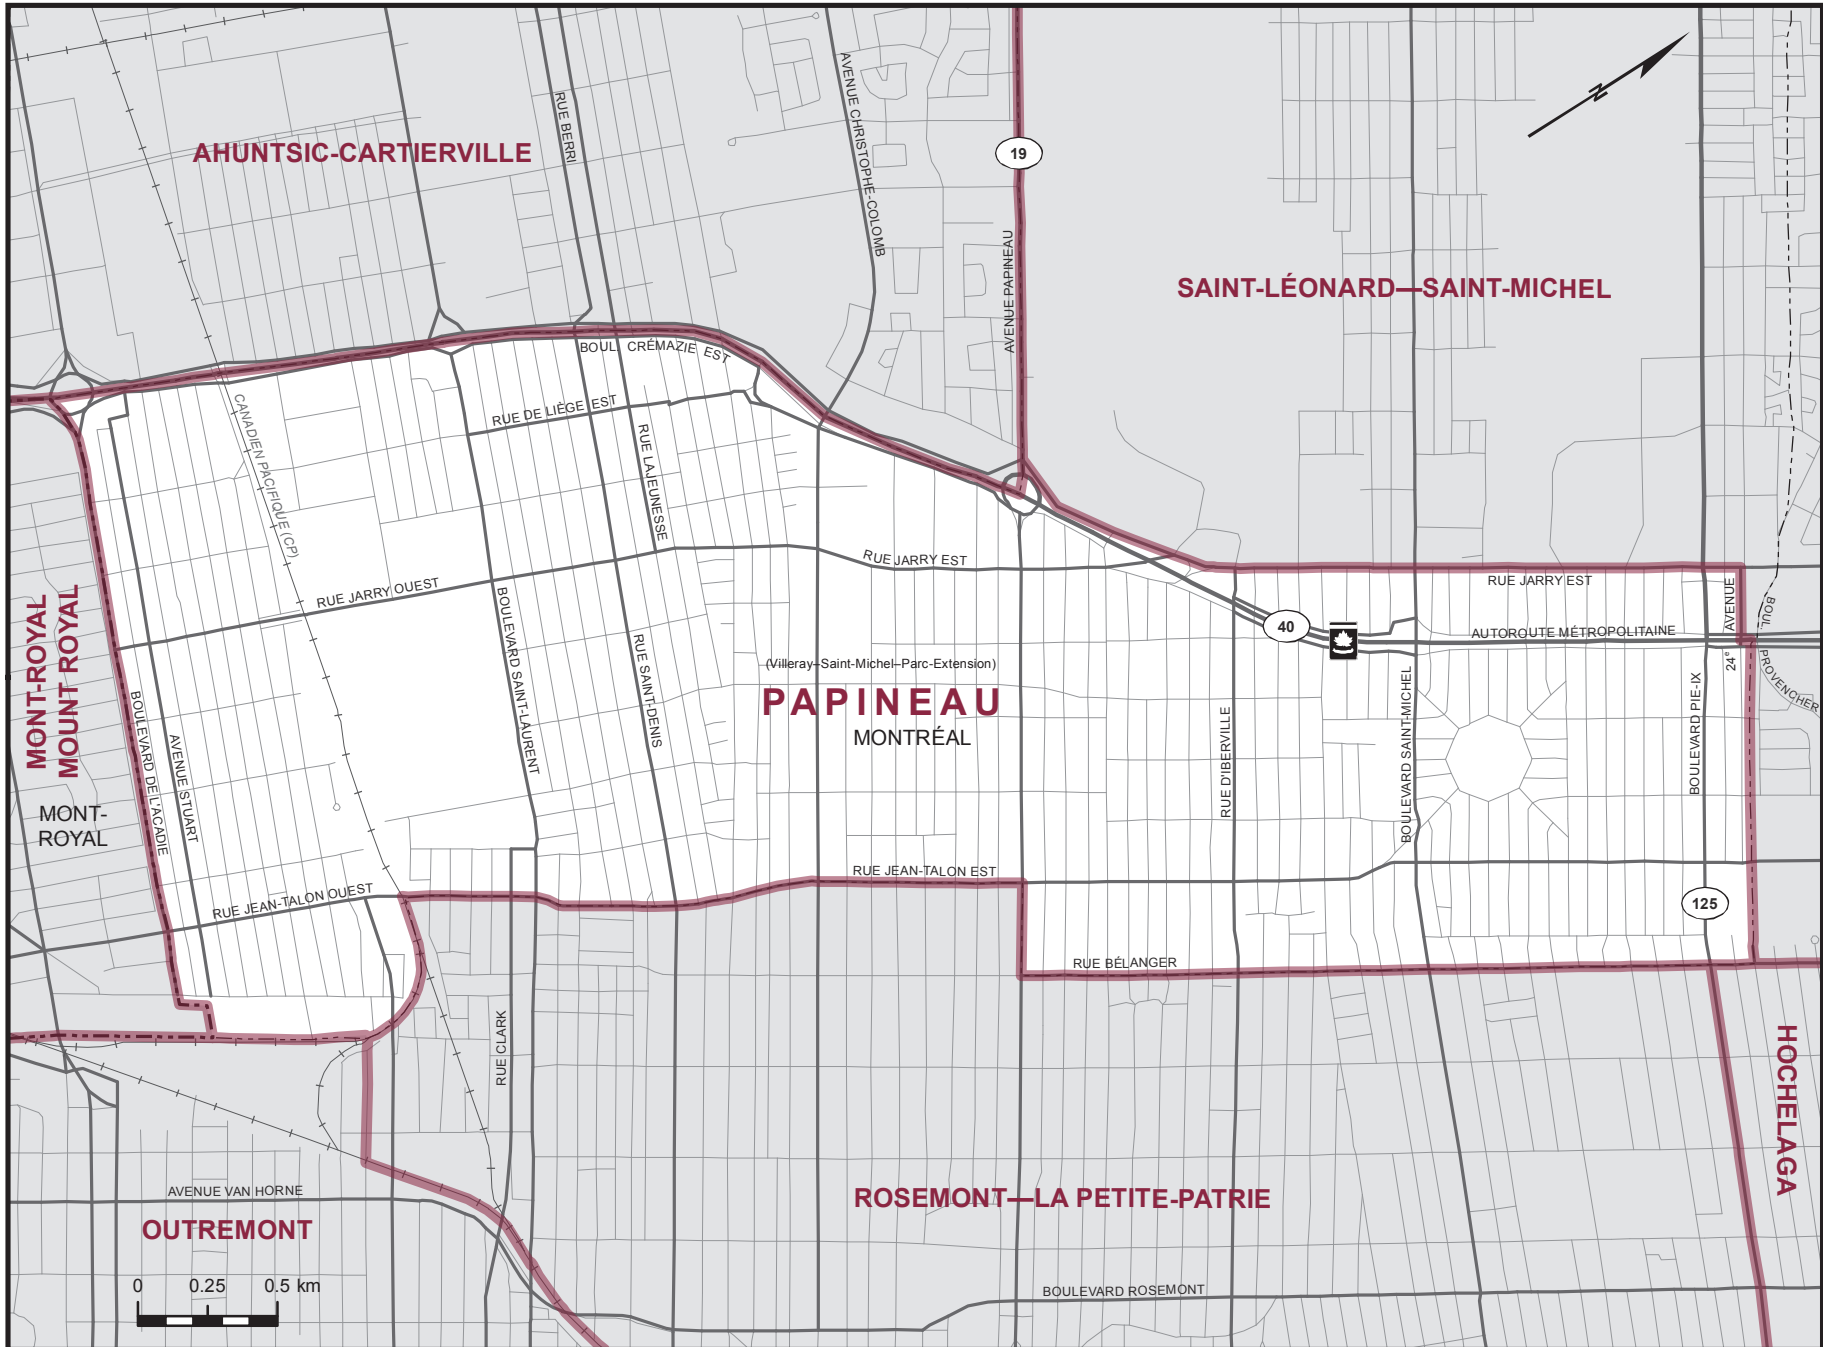 AHUNTSIC-CARTIERVILLE
RUE BERRI
AVENUE CHRISTOPHE-COLOMB
19
AVENUE PAPINEAU
N
SAINT-LÉONARD—SAINT-MICHEL
BOUL. CRÉMAZIE EST
RUE DE LIÈGE EST
RUE LAJEUNESSE
CANADIEN PACIFIQUE (CP)
RUE JARRY EST
RUE JARRY OUEST
RUE JARRY EST
40
AUTOROUTE MÉTROPOLITAINE
24e
AVENUE
BOUL. PROVENCHER
MONT-ROYAL
MOUNT ROYAL
BOULEVARD SAINT-LAURENT
RUE SAINT-DENIS
(Villeray–Saint-Michel–Parc-Extension)
PAPINEAU
MONTRÉAL
BOULEVARD DE L'ACADIE
AVENUE STUART
RUE D'IBERVILLE
BOULEVARD SAINT-MICHEL
BOULEVARD PIE-IX
MONT-
ROYAL
RUE JEAN-TALON OUEST
RUE JEAN-TALON EST
125
RUE BÉLANGER
RUE CLARK
HOCHELAGA
AVENUE VAN HORNE
OUTREMONT
ROSEMONT—LA PETITE-PATRIE
BOULEVARD ROSEMONT
0 0.25 0.5 km